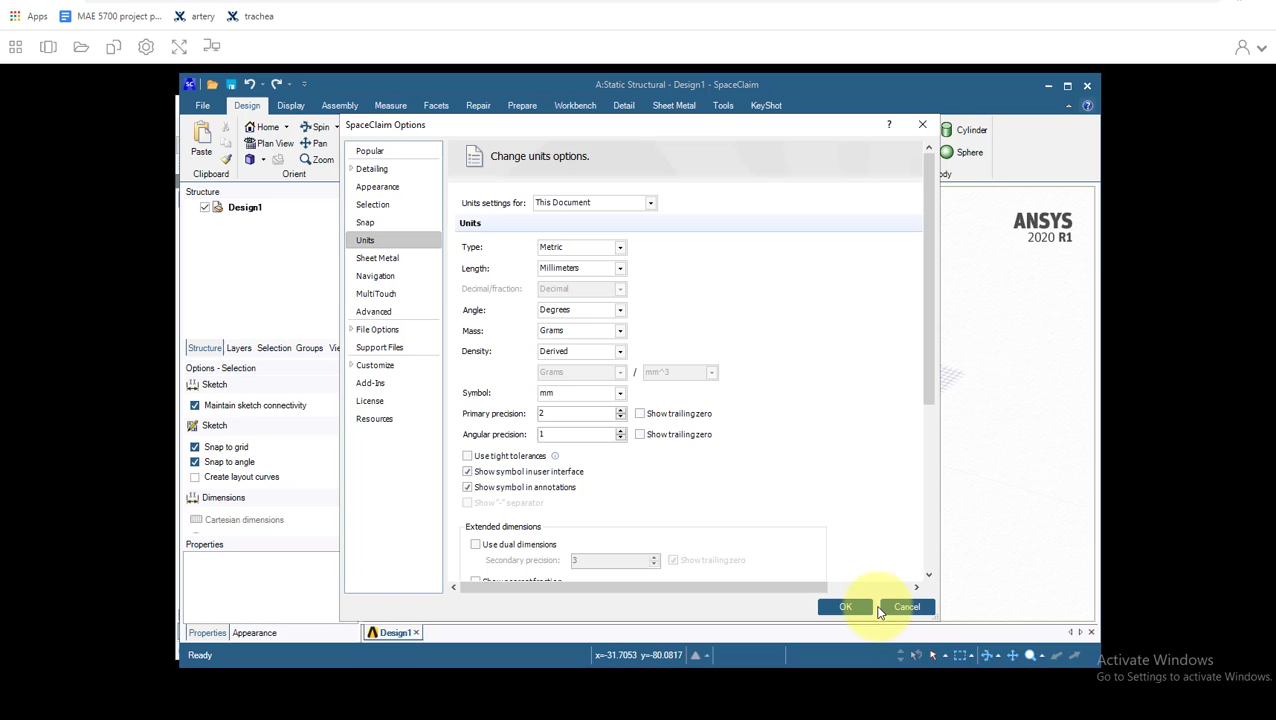 Apps
MAE 5700 project p...
artery
trachea
A:Static Structural - Design1 - SpaceClaim
File
Design
Display
Assembly
Measure
Facets
Repair
Prepare
Workbench
Detail
Sheet Metal
Tools
KeyShot
Paste
Clipboard
Home
Spin
Plan View
Pan
Zoom
Orient
Cylinder
Sphere
ody
Structure
Design1
Structure
Layers
Selection
Groups
Vie
Options - Selection
Sketch
Maintain sketch connectivity
Sketch
Snap to grid
Snap to angle
Create layout curves
Dimensions
Cartesian dimensions
Properties
Properties
Appearance
SpaceClaim Options
?
Popular
Detailing
Appearance
Selection
Snap
Units
Sheet Metal
Navigation
MultiTouch
Advanced
File Options
Support Files
Customize
Add-Ins
License
Resources
Change units options.
Units settings for: This Document
Units
Type: Metric
Length: Millimeters
Decimal/fraction: Decimal
Angle: Degrees
Mass: Grams
Density: Derived
Grams / mm^3
Symbol: mm
Primary precision: 2 Show trailing zero
Angular precision: 1 Show trailing zero
Use tight tolerances
Show symbol in user interface
Show symbol in annotations
Show "-" separator
Extended dimensions
Use dual dimensions
Secondary precision: 3 Show trailing zero
OK
Cancel
ANSYS
2020 R1
Design1
Ready
x=-31.7053 y=-80.0817
Activate Windows
Go to Settings to activate Windows.